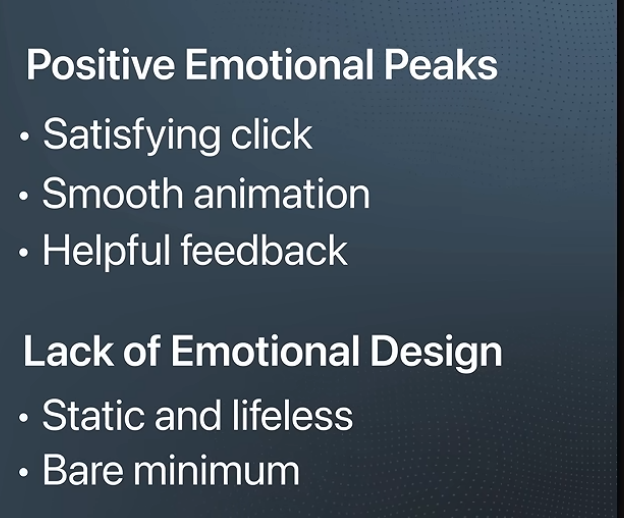 Positive Emotional Peaks
• Satisfying click
• Smooth animation
• Helpful feedback
Lack of Emotional Design
• Static and lifeless
• Bare minimum